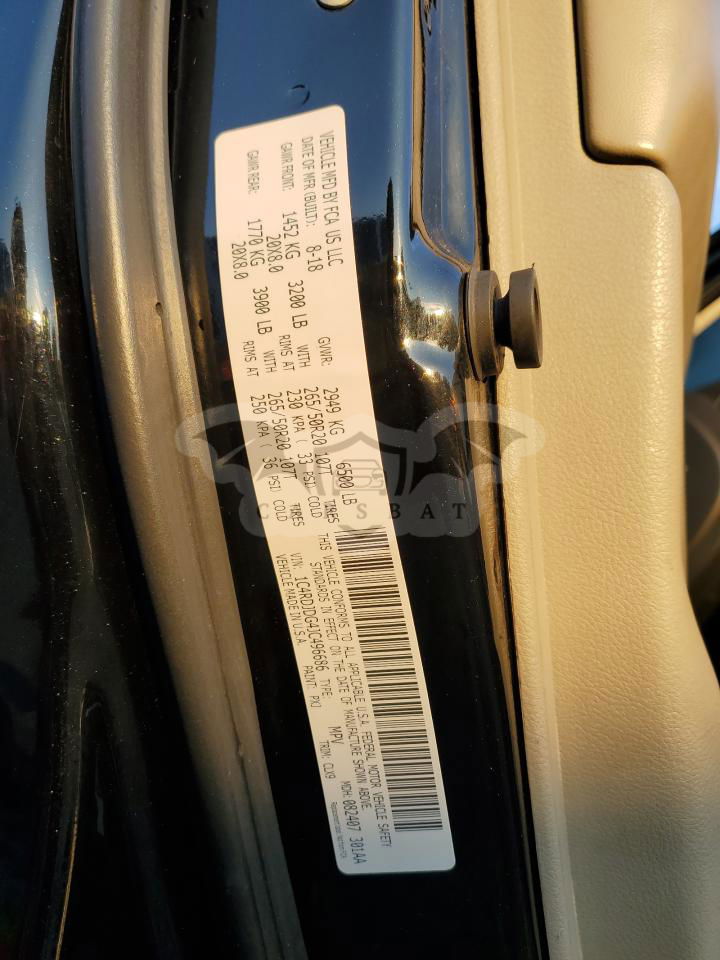 VEHICLE MFD BY FCA US LLC
DATE OF MFR (BUILT): 8-18 GVWR: 2949 KG 6500 LB
GAWR FRONT: 1452 KG 3200 LB WITH 265/50R20 107T TIRES
20X8.0 RIMS AT 230 KPA ( 33 PSI) COLD
GAWR REAR: 1770 KG 3900 LB WITH 265/50R20 107T TIRES
20X8.0 RIMS AT 250 KPA ( 36 PSI) COLD
THIS VEHICLE CONFORMS TO ALL APPLICABLE U.S.A. FEDERAL MOTOR VEHICLE SAFETY
STANDARDS IN EFFECT ON THE DATE OF MANUFACTURE SHOWN ABOVE.
VIN: 1C4RDJDG4JC496686 TYPE: MPV MDH: 082407 301AA
VEHICLE MADE IN U.S.A. PAINT: PXJ TRIM: CLX9